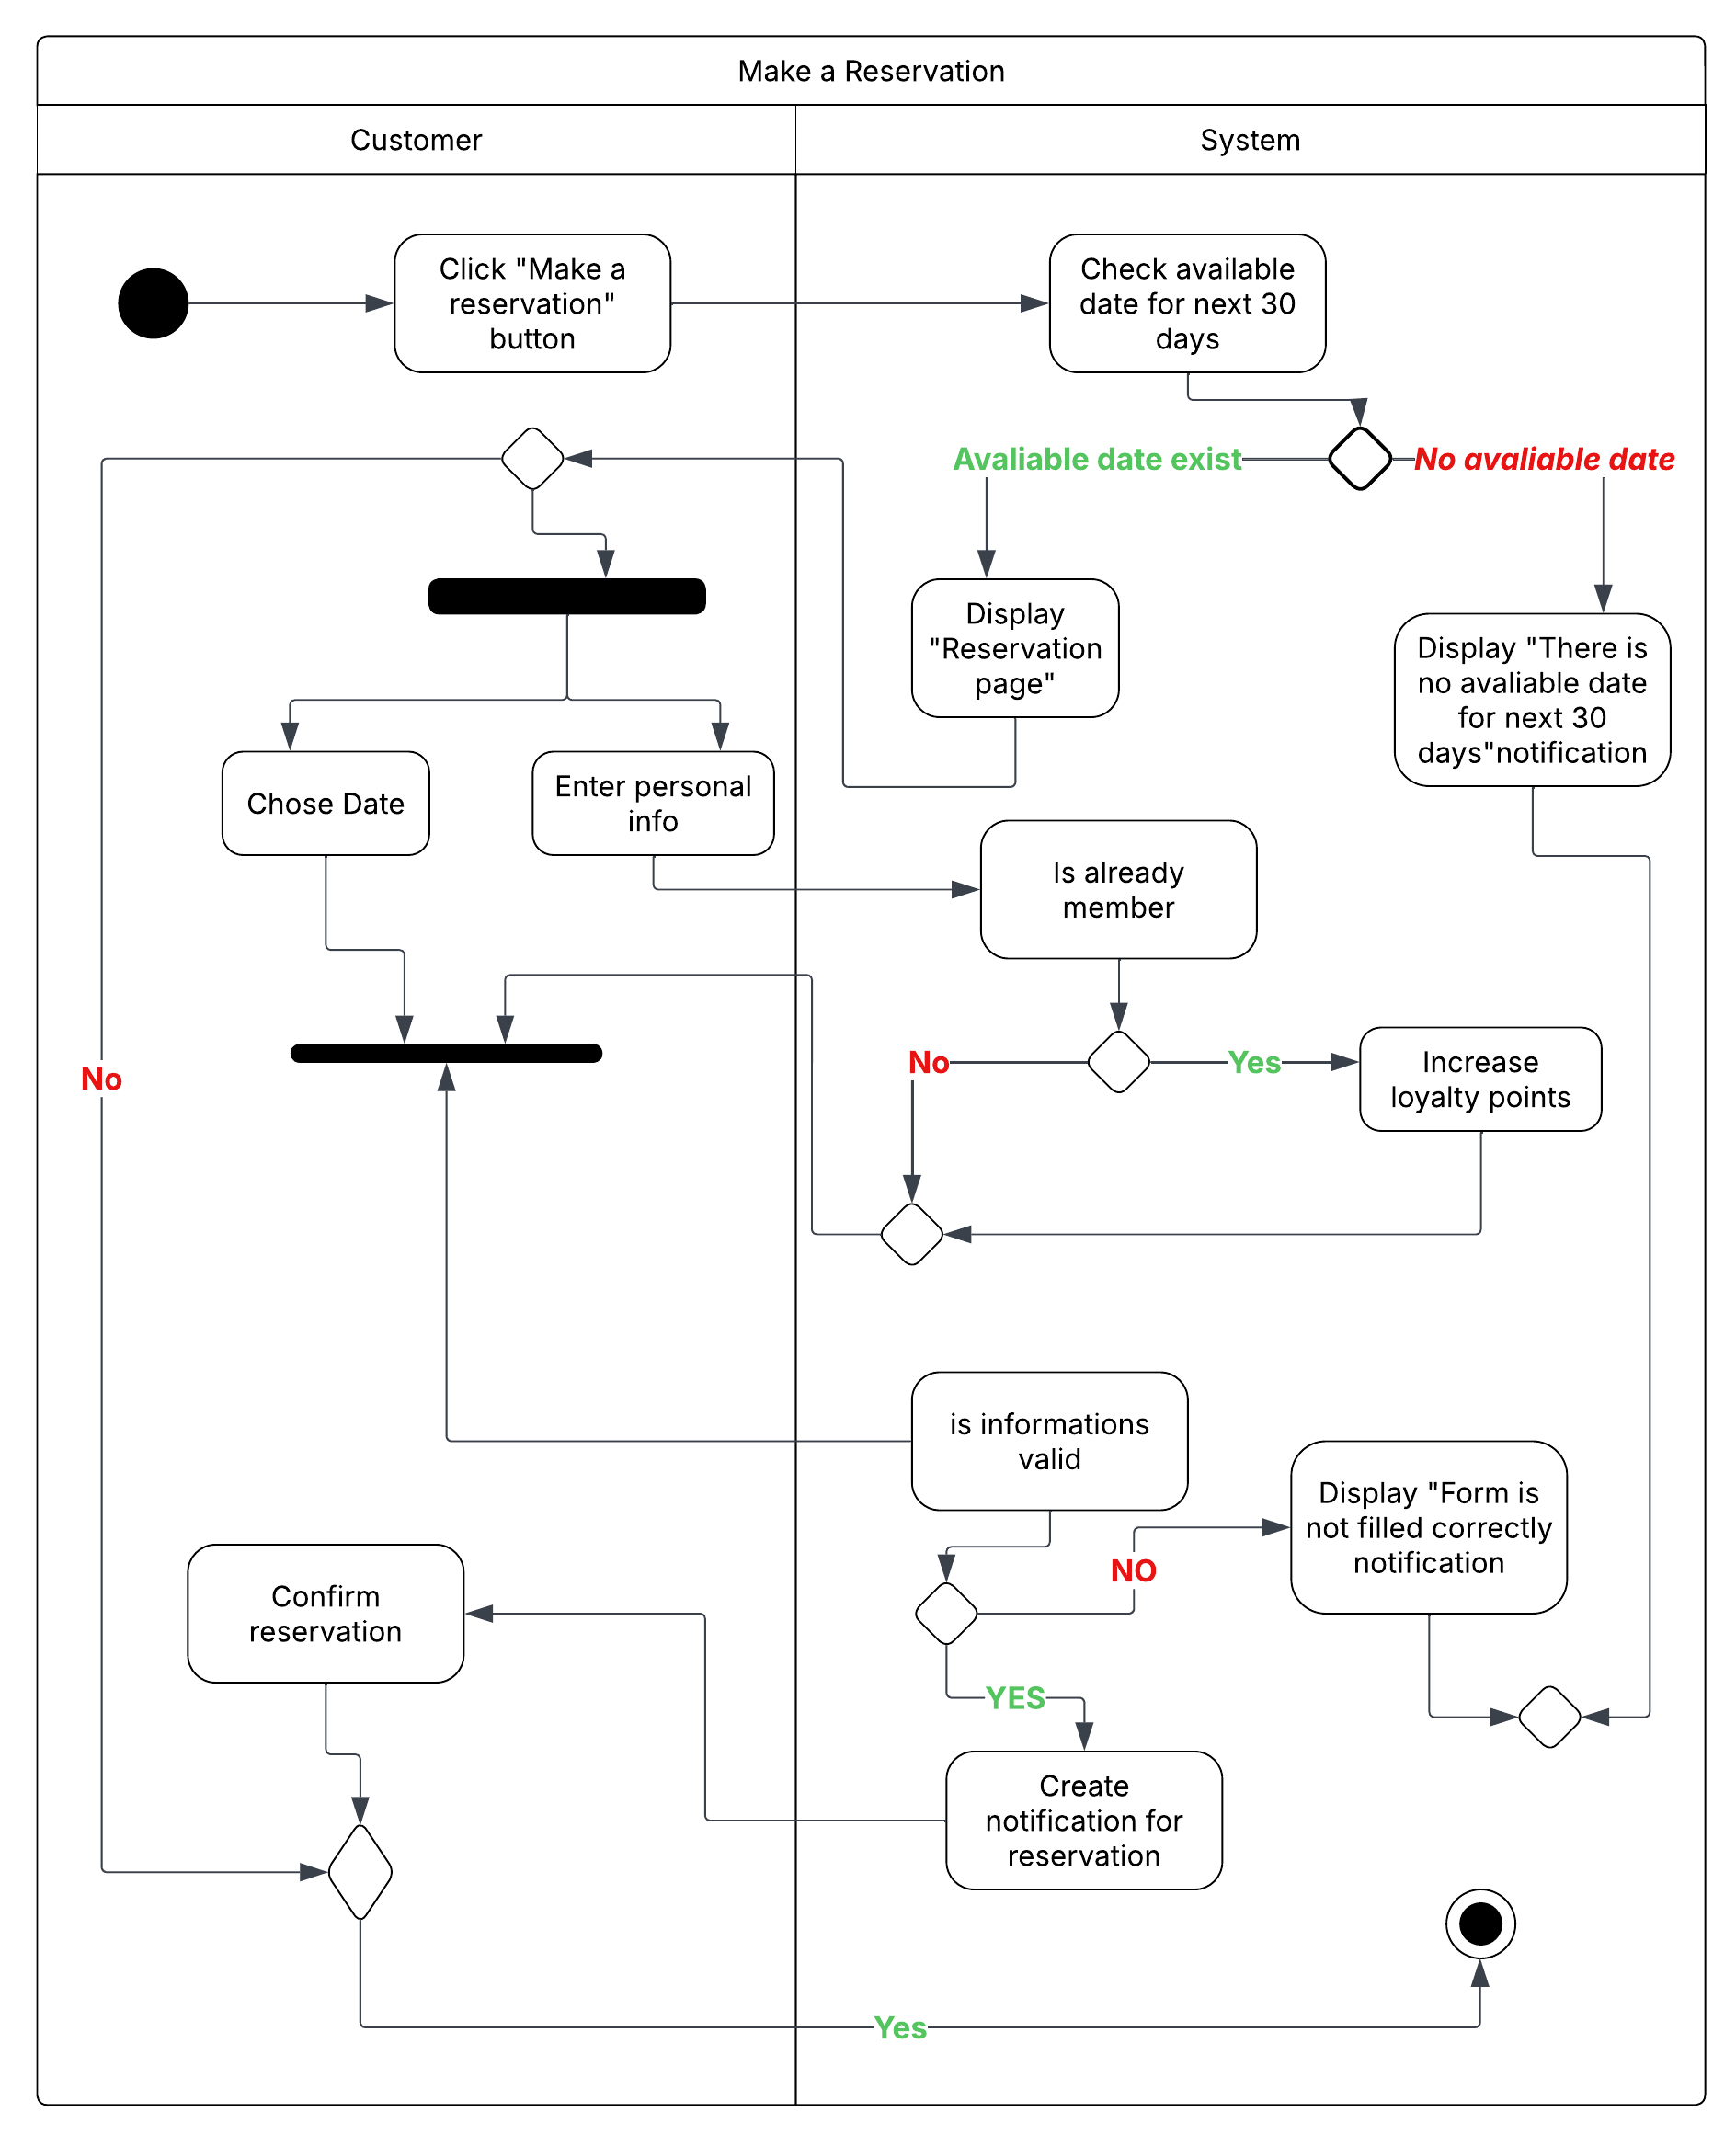 Make a Reservation
Customer
System
Click "Make a
reservation"
button
Check available
date for next 30
days
Avaliable date exist
No avaliable date
Display
"Reservation
page"
Display "There is
no avaliable date
for next 30
days"notification
Chose Date
Enter personal
info
Is already
member
No
No
Yes
Increase
loyalty points
is informations
valid
Display "Form is
not filled correctly
notification
NO
Confirm
reservation
YES
Create
notification for
reservation
Yes